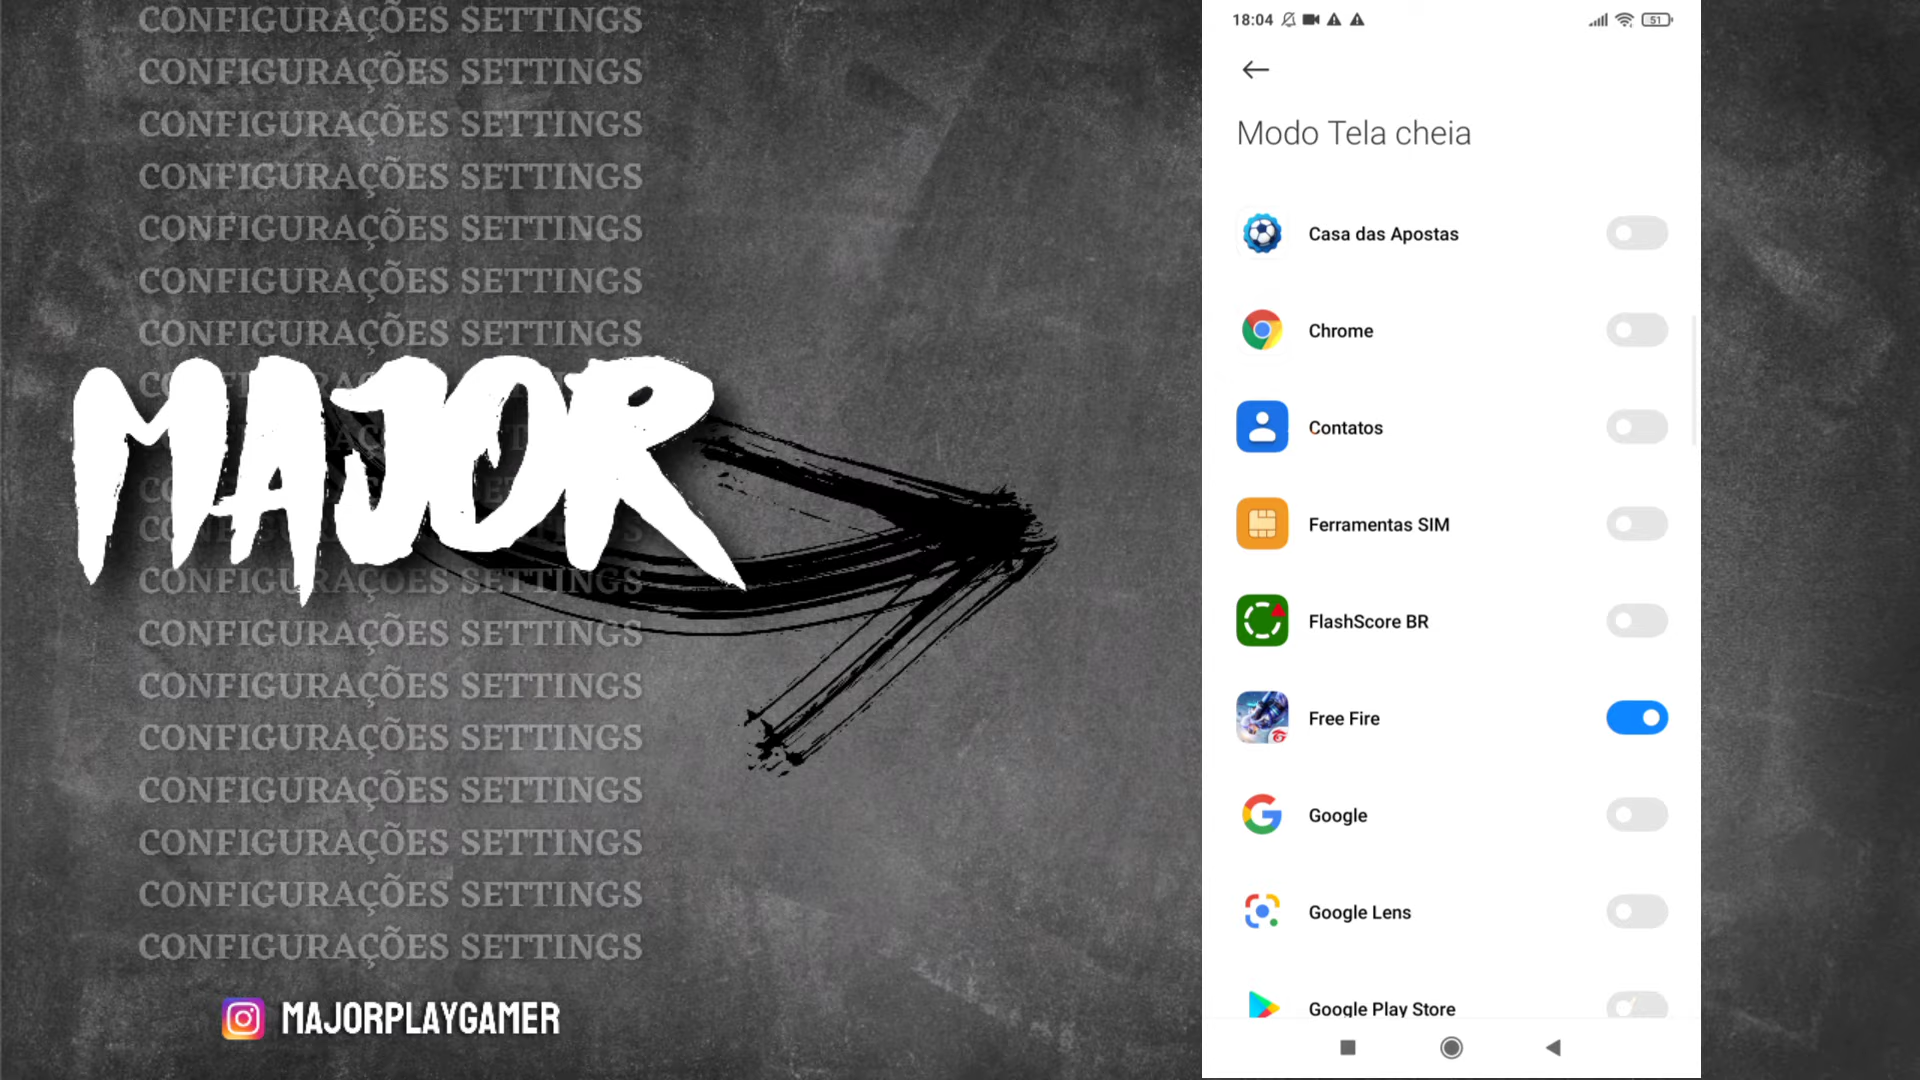 CONFIGURAÇÕES SETTINGS
CONFIGURAÇÕES SETTINGS
CONFIGURAÇÕES SETTINGS
CONFIGURAÇÕES SETTINGS
CONFIGURAÇÕES SETTINGS
CONFIGURAÇÕES SETTINGS
CONFIGURAÇÕES SETTINGS
MAJOR
CONFIGURAÇÕES SETTINGS
CONFIGURAÇÕES SETTINGS
CONFIGURAÇÕES SETTINGS
CONFIGURAÇÕES SETTINGS
CONFIGURAÇÕES SETTINGS
CONFIGURAÇÕES SETTINGS
CONFIGURAÇÕES SETTINGS
CONFIGURAÇÕES SETTINGS
MAJORPLAYGAMER
18:04
51
Modo Tela cheia
Casa das Apostas
Chrome
Contatos
Ferramentas SIM
FlashScore BR
Free Fire
Google
Google Lens
Google Play Store